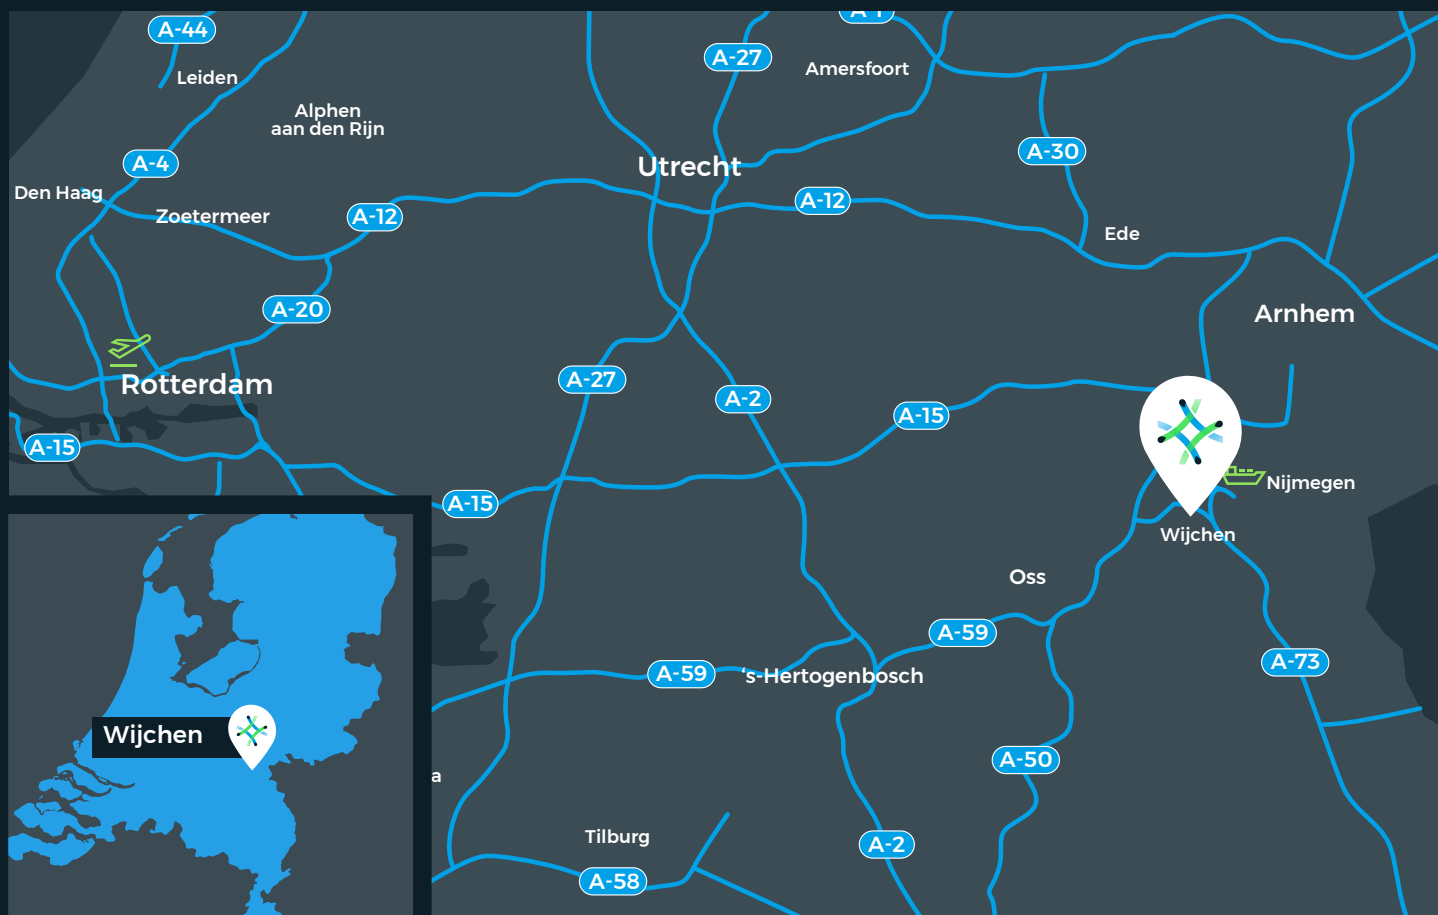 A-44
A-1
A-27
Leiden
Amersfoort
Alphen
aan den Rijn
A-4
Utrecht
A-30
Den Haag
Zoetermeer
A-12
A-12
Ede
A-20
Arnhem
Rotterdam
A-27
A-2
A-15
A-15
Nijmegen
A-15
Wijchen
Oss
A-59
A-59
‘s-Hertogenbosch
A-73
Wijchen
A-50
a
Tilburg
A-2
A-58